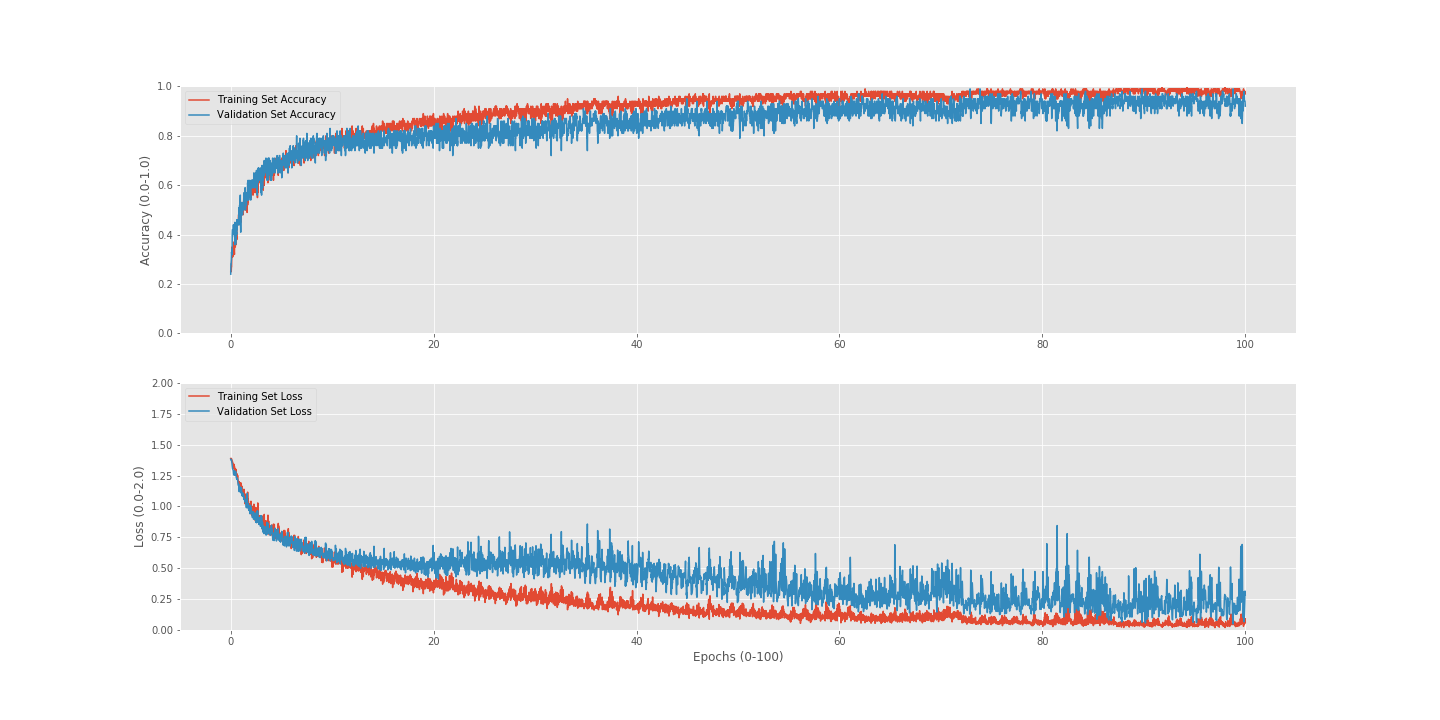 1.0
Training Set Accuracy
Validation Set Accuracy
0.8
0.6
0.4
0.2
0.0
Accuracy (0.0-1.0)
0 20 40 60 80 100
2.00
Training Set Loss
Validation Set Loss
1.75
1.50
1.25
1.00
0.75
0.50
0.25
0.00
Loss (0.0-2.0)
0 20 40 60 80 100
Epochs (0-100)